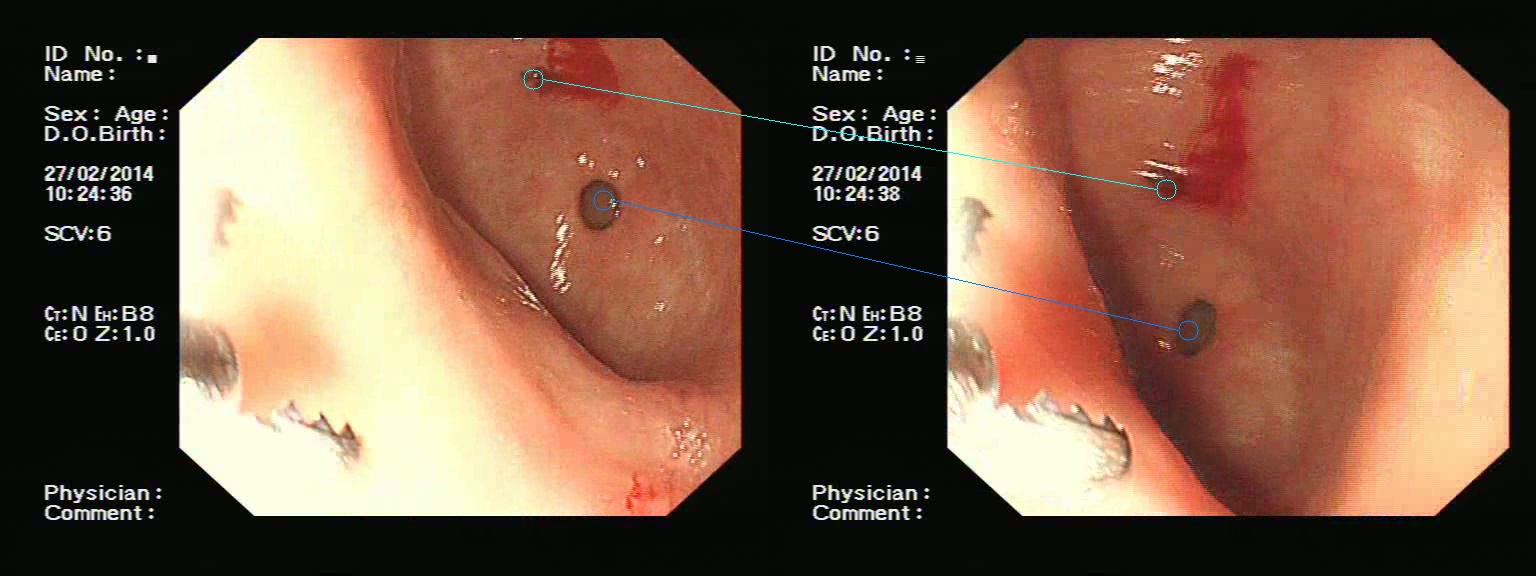 ID No. :
Name:
Sex: Age:
D.O.Birth:
27/02/2014
10:24:36
SCV:6
CT:N EH:B8
CE:0 Z:1.0
Physician:
Comment:
ID No. :
Name:
Sex: Age:
D.O.Birth:
27/02/2014
10:24:38
SCV:6
CT:N EH:B8
CE:0 Z:1.0
Physician:
Comment: